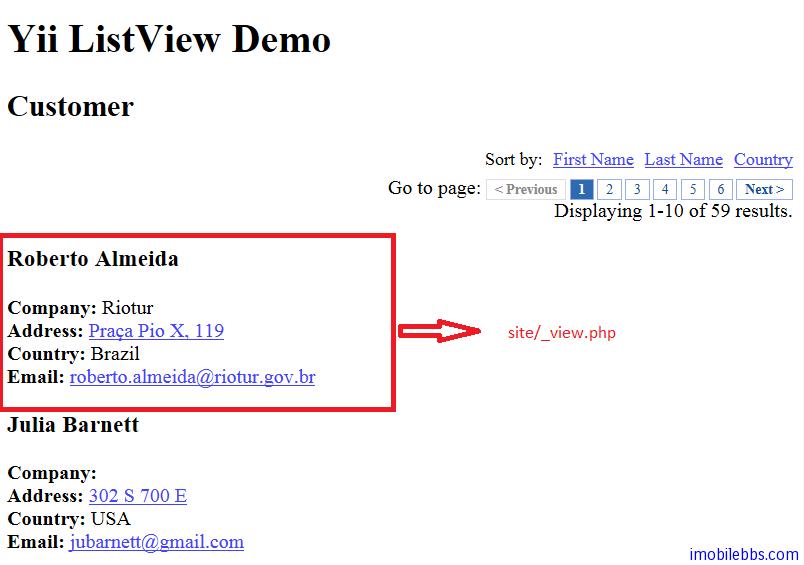 Yii ListView Demo
Customer
Sort by: First Name Last Name Country
Go to page: < Previous 1 2 3 4 5 6 Next >
Displaying 1-10 of 59 results.
Roberto Almeida
Company: Riotur
Address: Praça Pio X, 119
Country: Brazil
Email: roberto.almeida@riotur.gov.br
site/_view.php
Julia Barnett
Company:
Address: 302 S 700 E
Country: USA
Email: jubarnett@gmail.com
imobilebbs.com